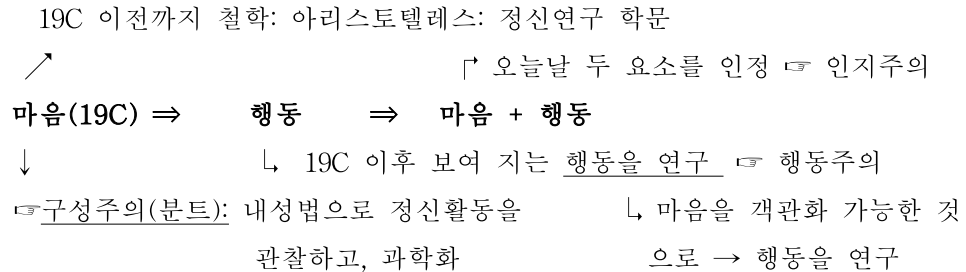 19C 이전까지 철학: 아리스토텔레스: 정신연구 학문
↗ ┌→ 오늘날 두 요소를 인정 ☞ 인지주의
마음(19C) ⇒ 행동 ⇒ 마음 + 행동
↓ ↳ 19C 이후 보여 지는 행동을 연구 ☞ 행동주의
☞구성주의(분트): 내성법으로 정신활동을 ↳ 마음을 객관화 가능한 것
관찰하고, 과학화 으로 → 행동을 연구